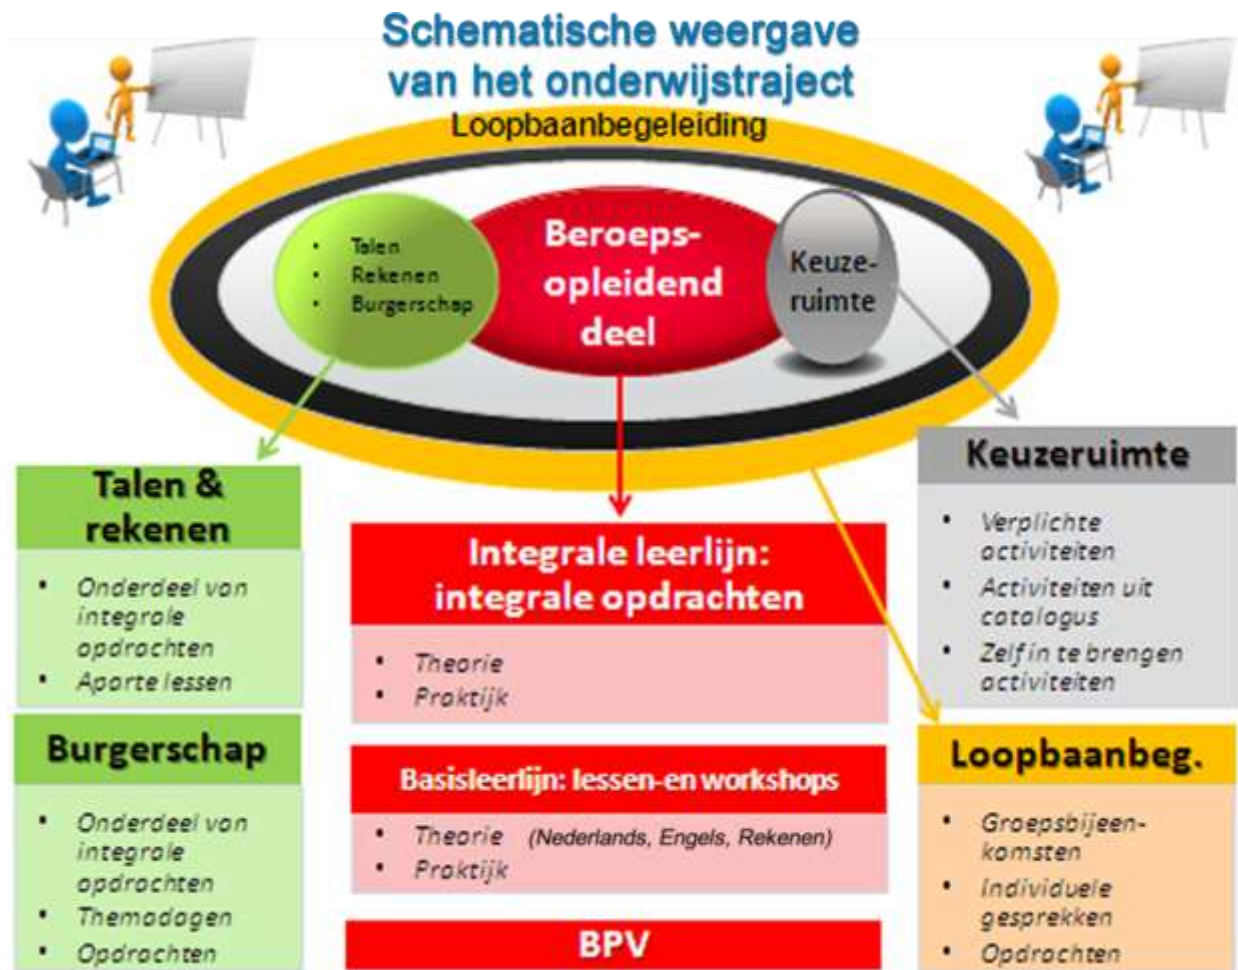 Schematische weergave
van het onderwijstraject
Loopbaanbegeleiding
• Talen
• Rekenen
• Burgerschap
Beroeps-
opleidend
deel
Keuze-
ruimte
Talen &
rekenen
• Onderdeel van
integrale
opdrachten
• Aparte lessen
Burgerschap
• Onderdeel van
integrale
opdrachten
• Themadagen
• Opdrachten
Integrale leerlijn:
integrale opdrachten
• Theorie
• Praktijk
Basisleerlijn: lessen-en workshops
• Theorie (Nederlands, Engels, Rekenen)
• Praktijk
BPV
Keuzeruimte
• Verplichte
activiteiten
• Activiteiten uit
catalogus
• Zelf in te brengen
activiteiten
Loopbaanbeg.
• Groepsbijeen-
komsten
• Individuele
gesprekken
• Opdrachten